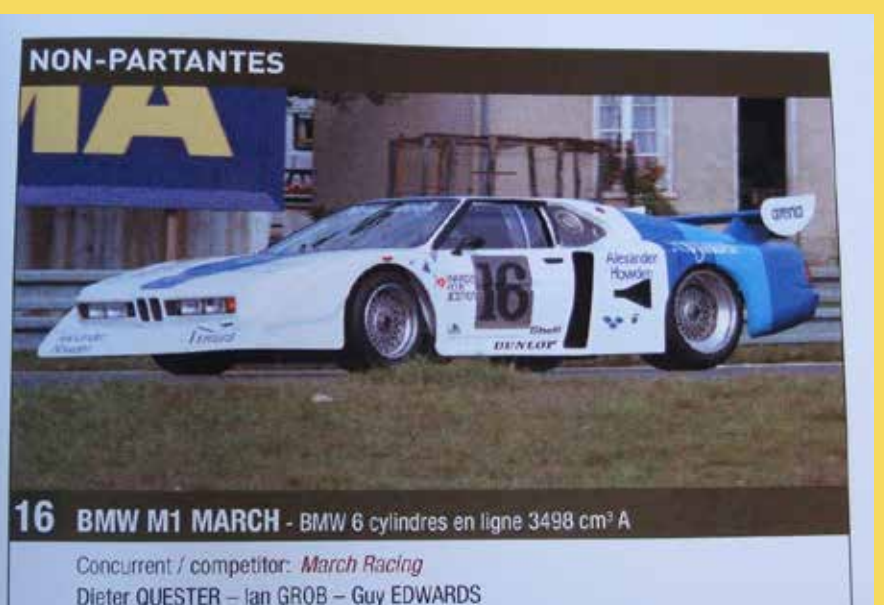 NON-PARTANTES
MA
arena
Alexander
Howden
16
Shell
DUNLOP
16 BMW M1 MARCH - BMW 6 cylindres en ligne 3498 cm³ A
Concurrent / competitor: March Racing
Dieter QUESTER – Ian GROB – Guy EDWARDS